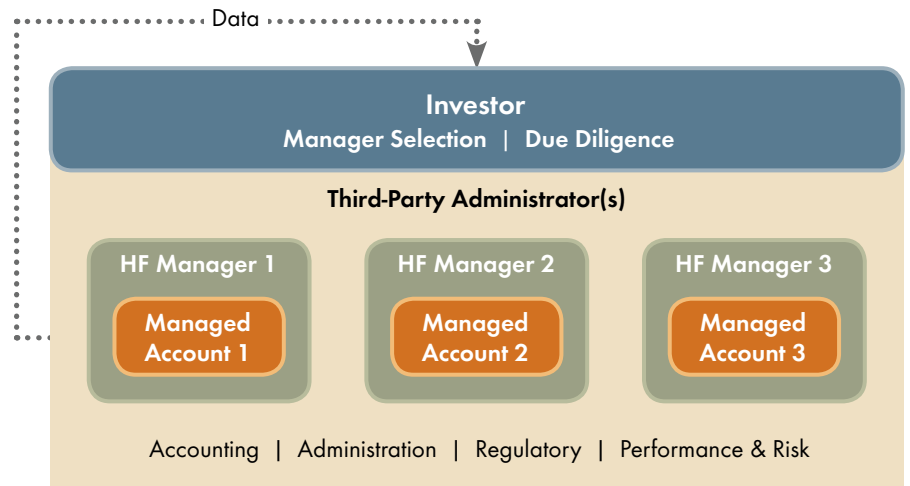 Data
Investor
Manager Selection | Due Diligence
Third-Party Administrator(s)
HF Manager 1
Managed
Account 1
HF Manager 2
Managed
Account 2
HF Manager 3
Managed
Account 3
Accounting | Administration | Regulatory | Performance & Risk